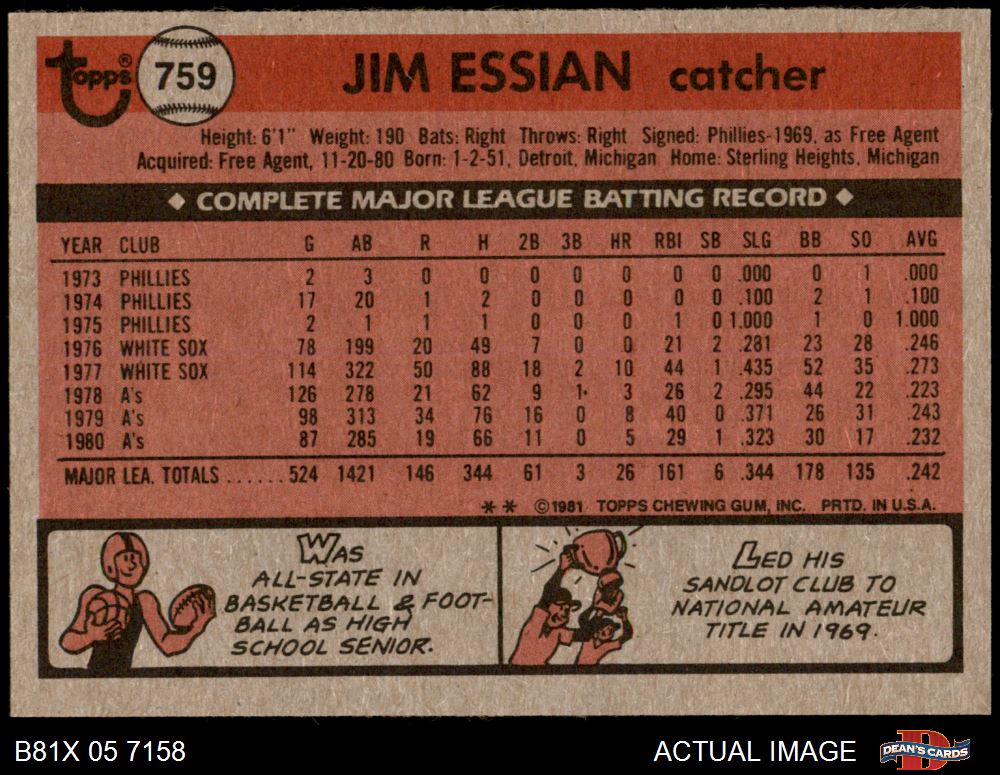 topps® 759 JIM ESSIAN catcher
Height: 6'1" Weight: 190 Bats: Right Throws: Right Signed: Phillies-1969, as Free Agent
Acquired: Free Agent, 11-20-80 Born: 1-2-51, Detroit, Michigan Home: Sterling Heights, Michigan
◆ COMPLETE MAJOR LEAGUE BATTING RECORD ◆
YEAR CLUB G AB R H 2B 3B HR RBI SB SLG BB SO AVG
1973 PHILLIES 2 3 0 0 0 0 0 0 0 .000 0 1 .000
1974 PHILLIES 17 20 1 2 0 0 0 0 0 .100 2 1 .100
1975 PHILLIES 2 1 1 1 0 0 0 1 0 1.000 1 0 1.000
1976 WHITE SOX 78 199 20 49 7 0 0 21 2 .281 23 28 .246
1977 WHITE SOX 114 322 50 88 18 2 10 44 1 .435 52 35 .273
1978 A's 126 278 21 62 9 1 3 26 2 .295 44 22 .223
1979 A's 98 313 34 76 16 0 8 40 0 .371 26 31 .243
1980 A's 87 285 19 66 11 0 5 29 1 .323 30 17 .232
MAJOR LEA. TOTALS ...... 524 1421 146 344 61 3 26 161 6 .344 178 135 .242
* * ©1981 TOPPS CHEWING GUM, INC. PRTD. IN U.S.A.
WAS
ALL-STATE IN
BASKETBALL & FOOT-
BALL AS HIGH
SCHOOL SENIOR.
LED HIS
SANDLOT CLUB TO
NATIONAL AMATEUR
TITLE IN 1969.
B81X 05 7158 ACTUAL IMAGE DEAN'S CARDS